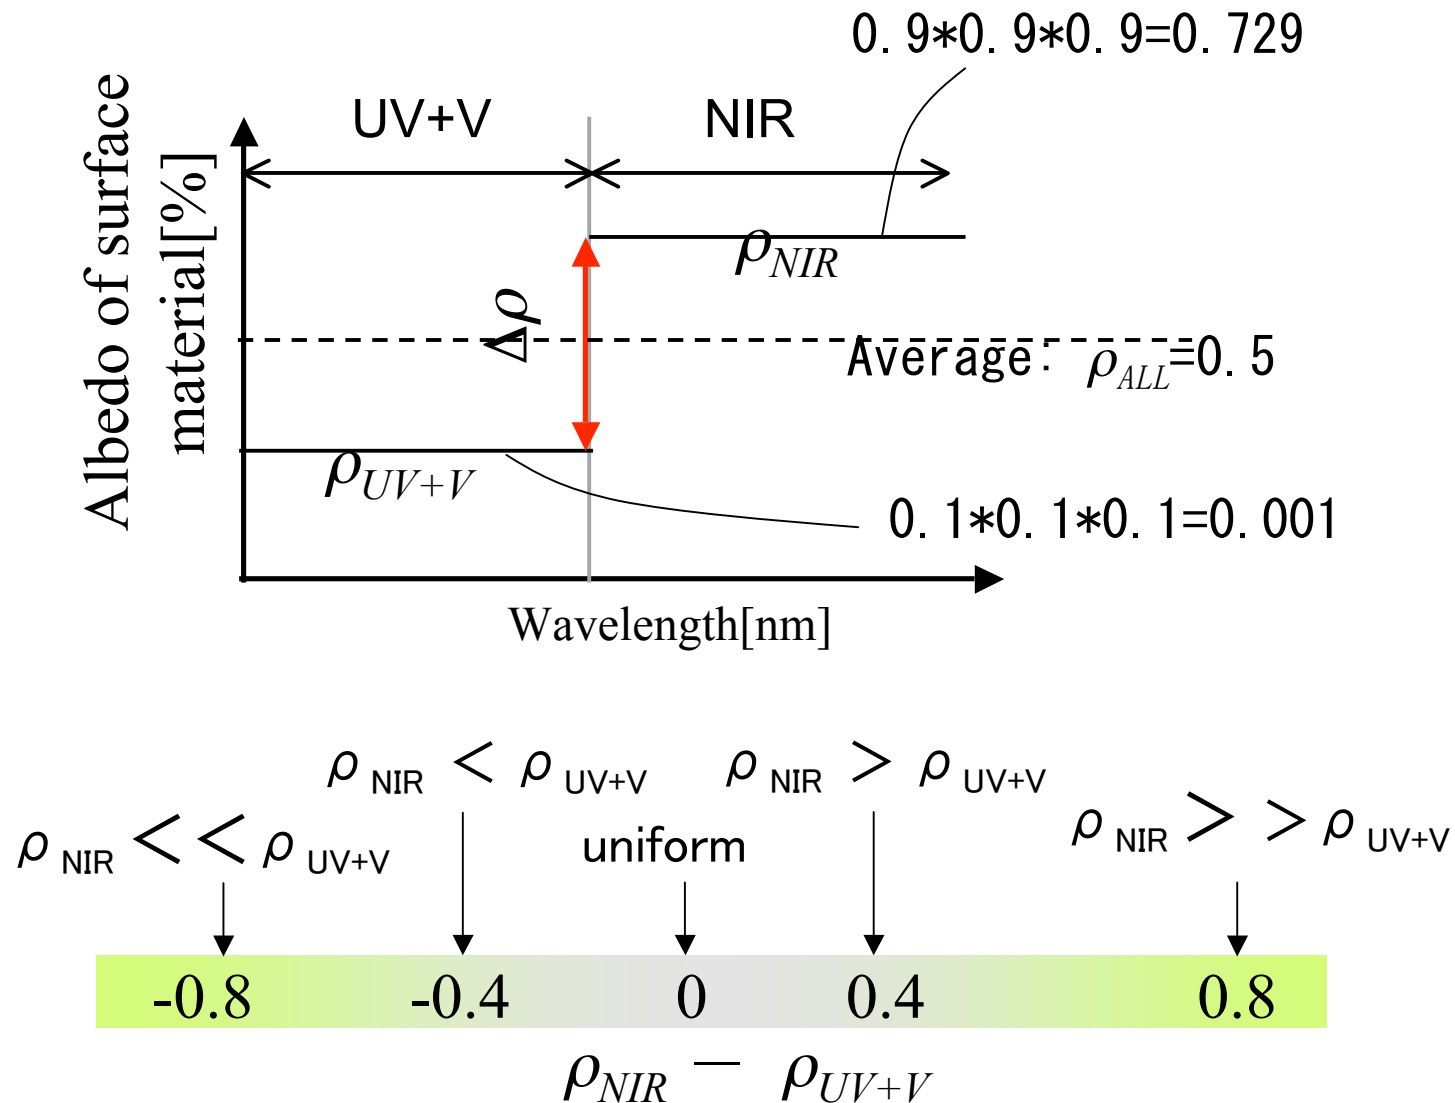 0.9*0.9*0.9=0.729
UV+V
NIR
Albedo of surface
material[%]
ρNIR
Δρ
Average: ρALL=0.5
ρUV+V
0.1*0.1*0.1=0.001
Wavelength[nm]
ρ NIR < ρ UV+V
ρ NIR > ρ UV+V
ρ NIR << ρ UV+V
uniform
ρ NIR >> ρ UV+V
-0.8 -0.4 0 0.4 0.8
ρNIR − ρUV+V